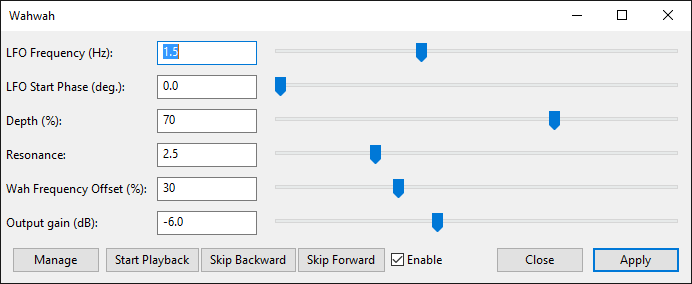 Wahwah
LFO Frequency (Hz): 1.5
LFO Start Phase (deg.): 0.0
Depth (%): 70
Resonance: 2.5
Wah Frequency Offset (%): 30
Output gain (dB): -6.0
Manage Start Playback Skip Backward Skip Forward Enable Close Apply